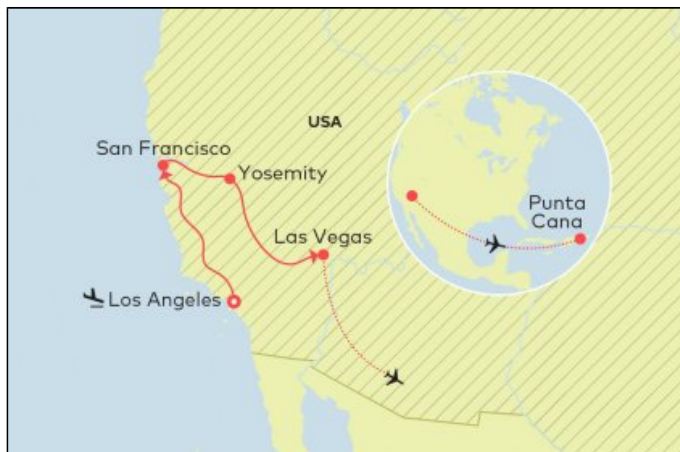 USA
San Francisco
Yosemity
Punta
Cana
Las Vegas
Los Angeles